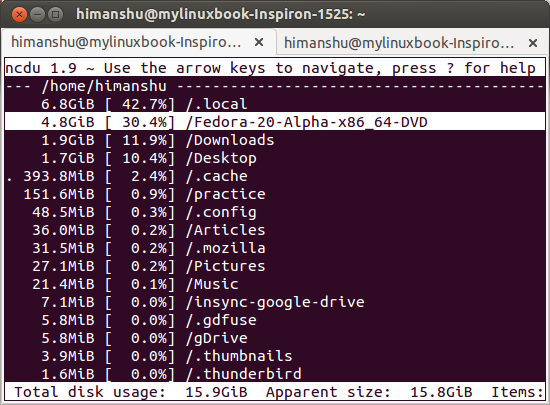 himanshu@mylinuxbook-Inspiron-1525: ~
himanshu@mylinuxbook-Inspiro... himanshu@mylinuxbook-Inspiro...
ncdu 1.9 ~ Use the arrow keys to navigate, press ? for help
--- /home/himanshu -----------------------------------------
6.8GiB [ 42.7%] /.local
4.8GiB [ 30.4%] /Fedora-20-Alpha-x86_64-DVD
1.9GiB [ 11.9%] /Downloads
1.7GiB [ 10.4%] /Desktop
. 393.8MiB [  2.4%] /.cache
151.6MiB [  0.9%] /practice
48.5MiB [  0.3%] /.config
36.0MiB [  0.2%] /Articles
31.5MiB [  0.2%] /.mozilla
27.1MiB [  0.2%] /Pictures
21.4MiB [  0.1%] /Music
7.1MiB [  0.0%] /insync-google-drive
5.8MiB [  0.0%] /.gdfuse
5.8MiB [  0.0%] /gDrive
3.9MiB [  0.0%] /.thumbnails
1.6MiB [  0.0%] /.thunderbird
Total disk usage:  15.9GiB  Apparent size:  15.8GiB  Items: